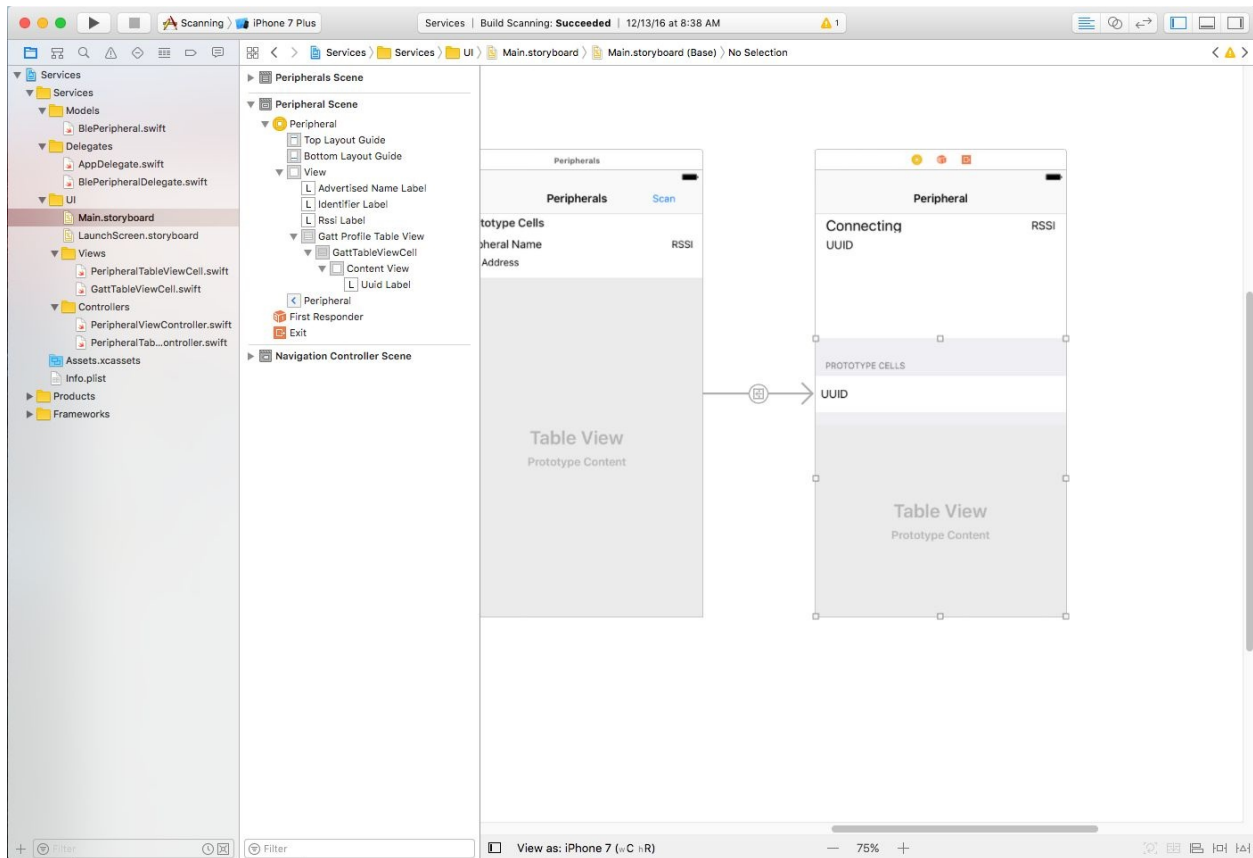 Scanning iPhone 7 Plus Services | Build Scanning: Succeeded | 12/13/16 at 8:38 AM 1
Services Services UI Main.storyboard Main.storyboard (Base) No Selection
Services
Services
Models
BlePeripheral.swift
Delegates
AppDelegate.swift
BlePeripheralDelegate.swift
UI
Main.storyboard
LaunchScreen.storyboard
Views
PeripheralTableViewCell.swift
GattTableViewCell.swift
Controllers
PeripheralViewController.swift
PeripheralTab...ontroller.swift
Assets.xcassets
Info.plist
Products
Frameworks
Filter
Peripherals Scene
Peripheral Scene
Peripheral
Top Layout Guide
Bottom Layout Guide
View
L Advertised Name Label
L Identifier Label
L Rssi Label
Gatt Profile Table View
GattTableViewCell
Content View
L Uuid Label
Peripheral
First Responder
Exit
Navigation Controller Scene
Filter
Peripherals
Peripherals Scan
totype Cells
pheral Name RSSI
Address
Table View
Prototype Content
Peripheral
Connecting RSSI
UUID
PROTOTYPE CELLS
UUID
Table View
Prototype Content
View as: iPhone 7 (wC hR) — 75% +